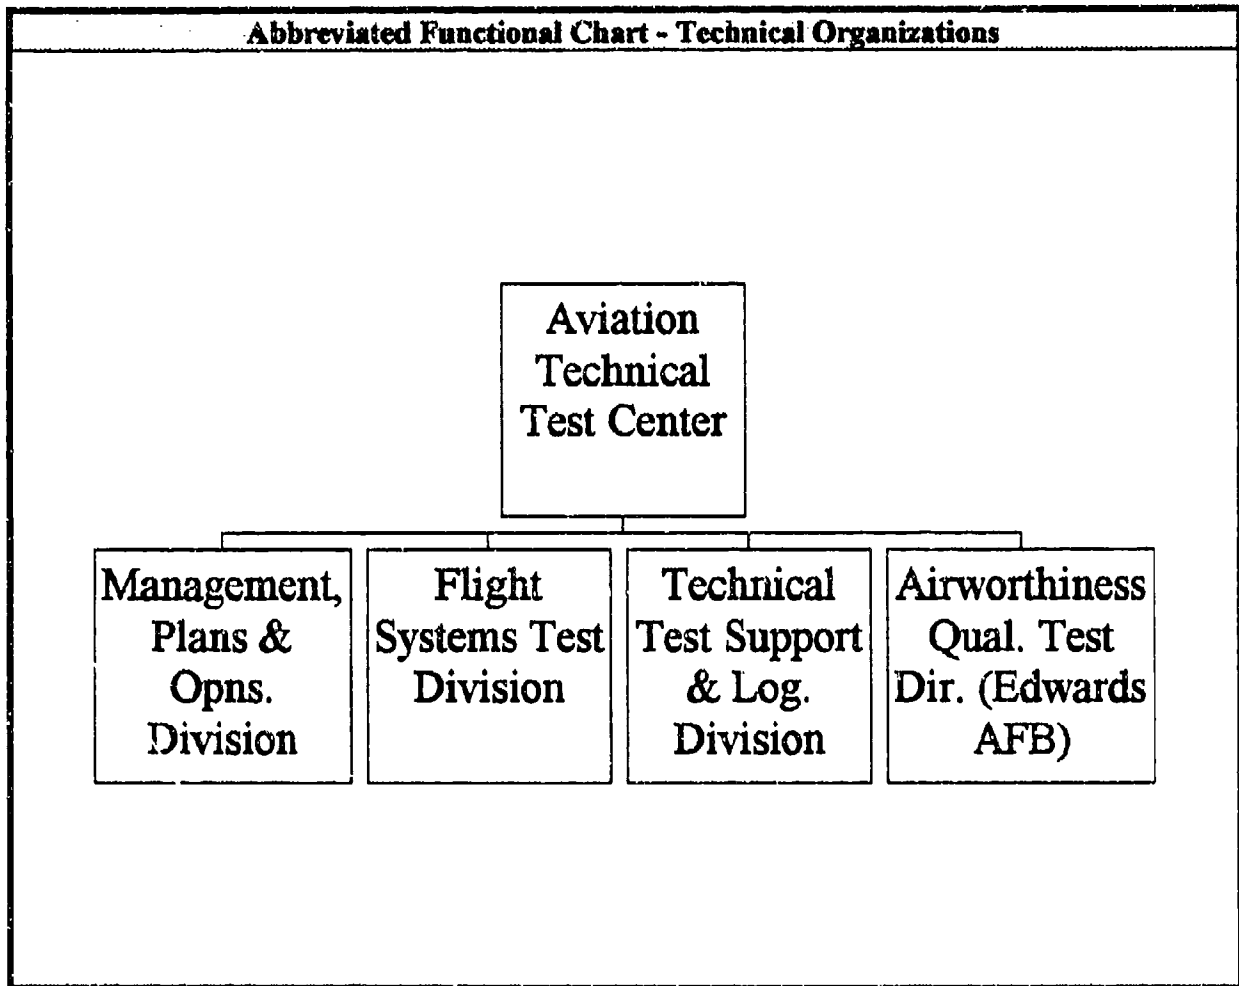 Abbreviated Functional Chart - Technical Organizations
Aviation
Technical
Test Center
Management,
Plans &
Opns.
Division
Flight
Systems Test
Division
Technical
Test Support
& Log.
Division
Airworthiness
Qual. Test
Dir. (Edwards
AFB)